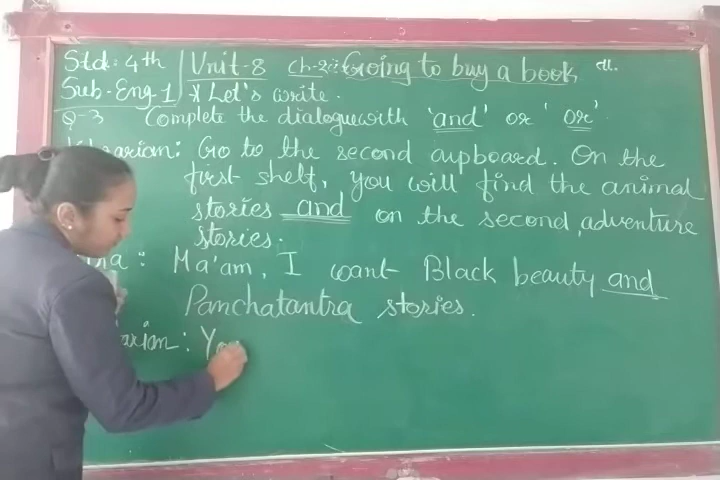 Std: 4th Unit-8 ch-2: Going to buy a book
Sub-Eng-1 * Let's write.
Q-3 Complete the dialogue with 'and' or 'or'.
Librarian: Go to the second cupboard. On the
first shelf, you will find the animal
stories and on the second, adventure
stories.
: Ma'am, I want Black beauty and
Panchatantra stories.
: You